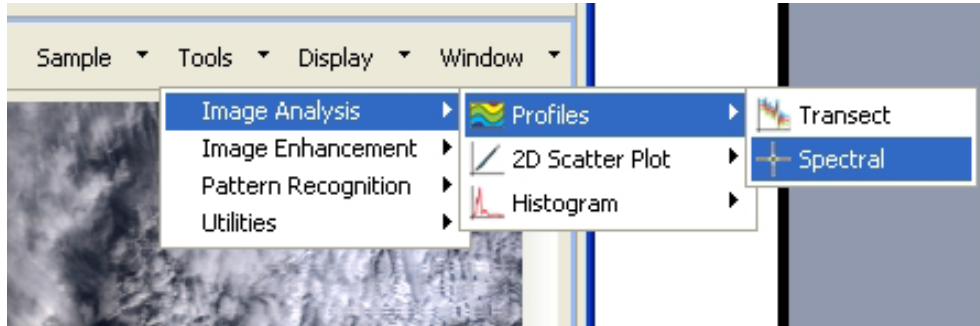 Sample Tools Display Window
Image Analysis
Image Enhancement
Pattern Recognition
Utilities
Profiles
2D Scatter Plot
Histogram
Transect
Spectral